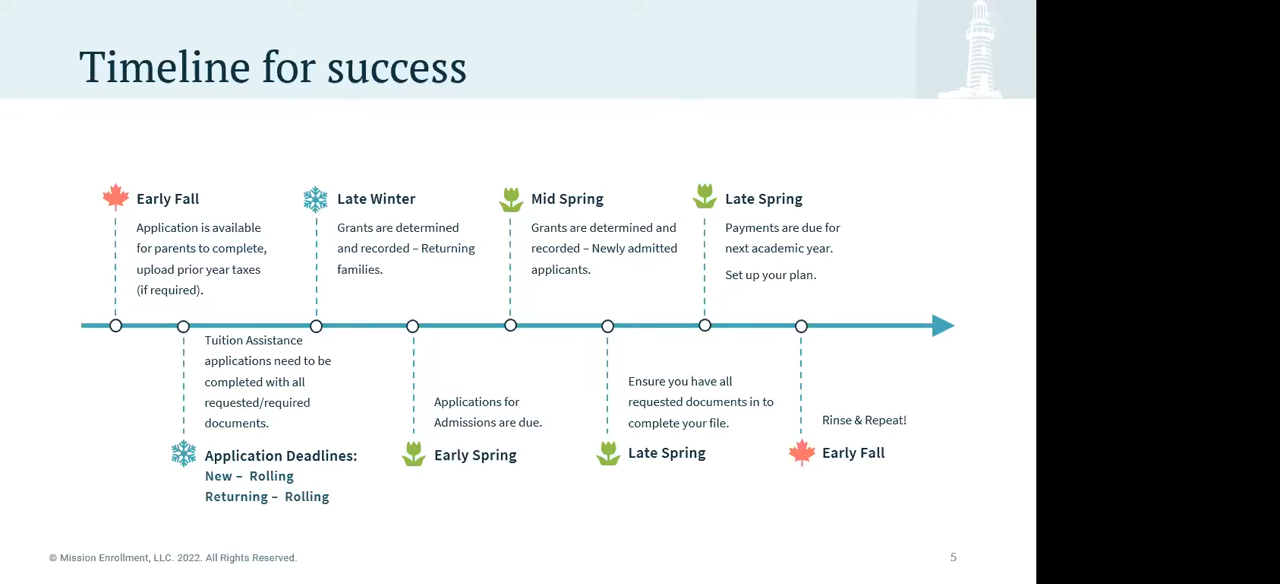 Timeline for success
Early Fall
Application is available
for parents to complete,
upload prior year taxes
(if required).
Late Winter
Grants are determined
and recorded – Returning
families.
Mid Spring
Grants are determined and
recorded – Newly admitted
applicants.
Late Spring
Payments are due for
next academic year.
Set up your plan.
Tuition Assistance
applications need to be
completed with all
requested/required
documents.
Application Deadlines:
New – Rolling
Returning – Rolling
Applications for
Admissions are due.
Early Spring
Ensure you have all
requested documents in to
complete your file.
Late Spring
Rinse & Repeat!
Early Fall
© Mission Enrollment, LLC. 2022. All Rights Reserved.
5